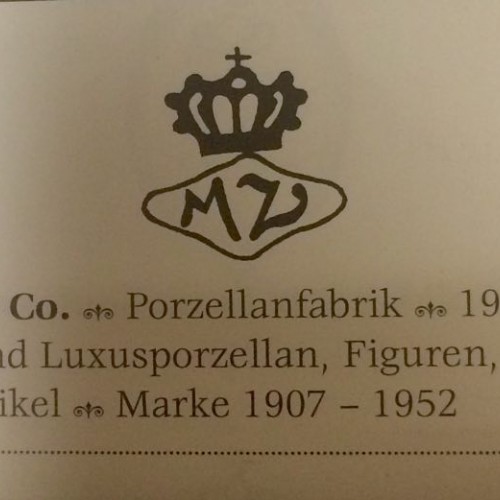 MZ
Co. Porzellanfabrik 19
nd Luxusporzellan, Figuren,
ikel Marke 1907 – 1952